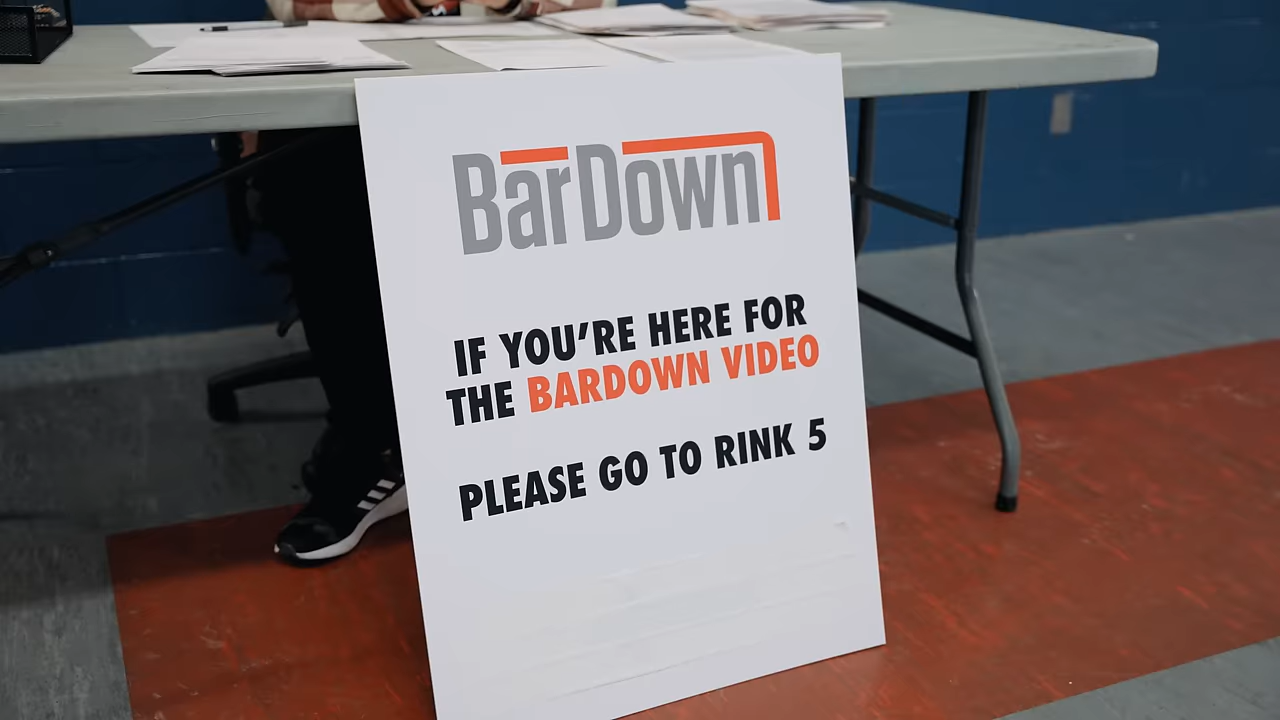 BarDown
IF YOU'RE HERE FOR
THE BARDOWN VIDEO
PLEASE GO TO RINK 5